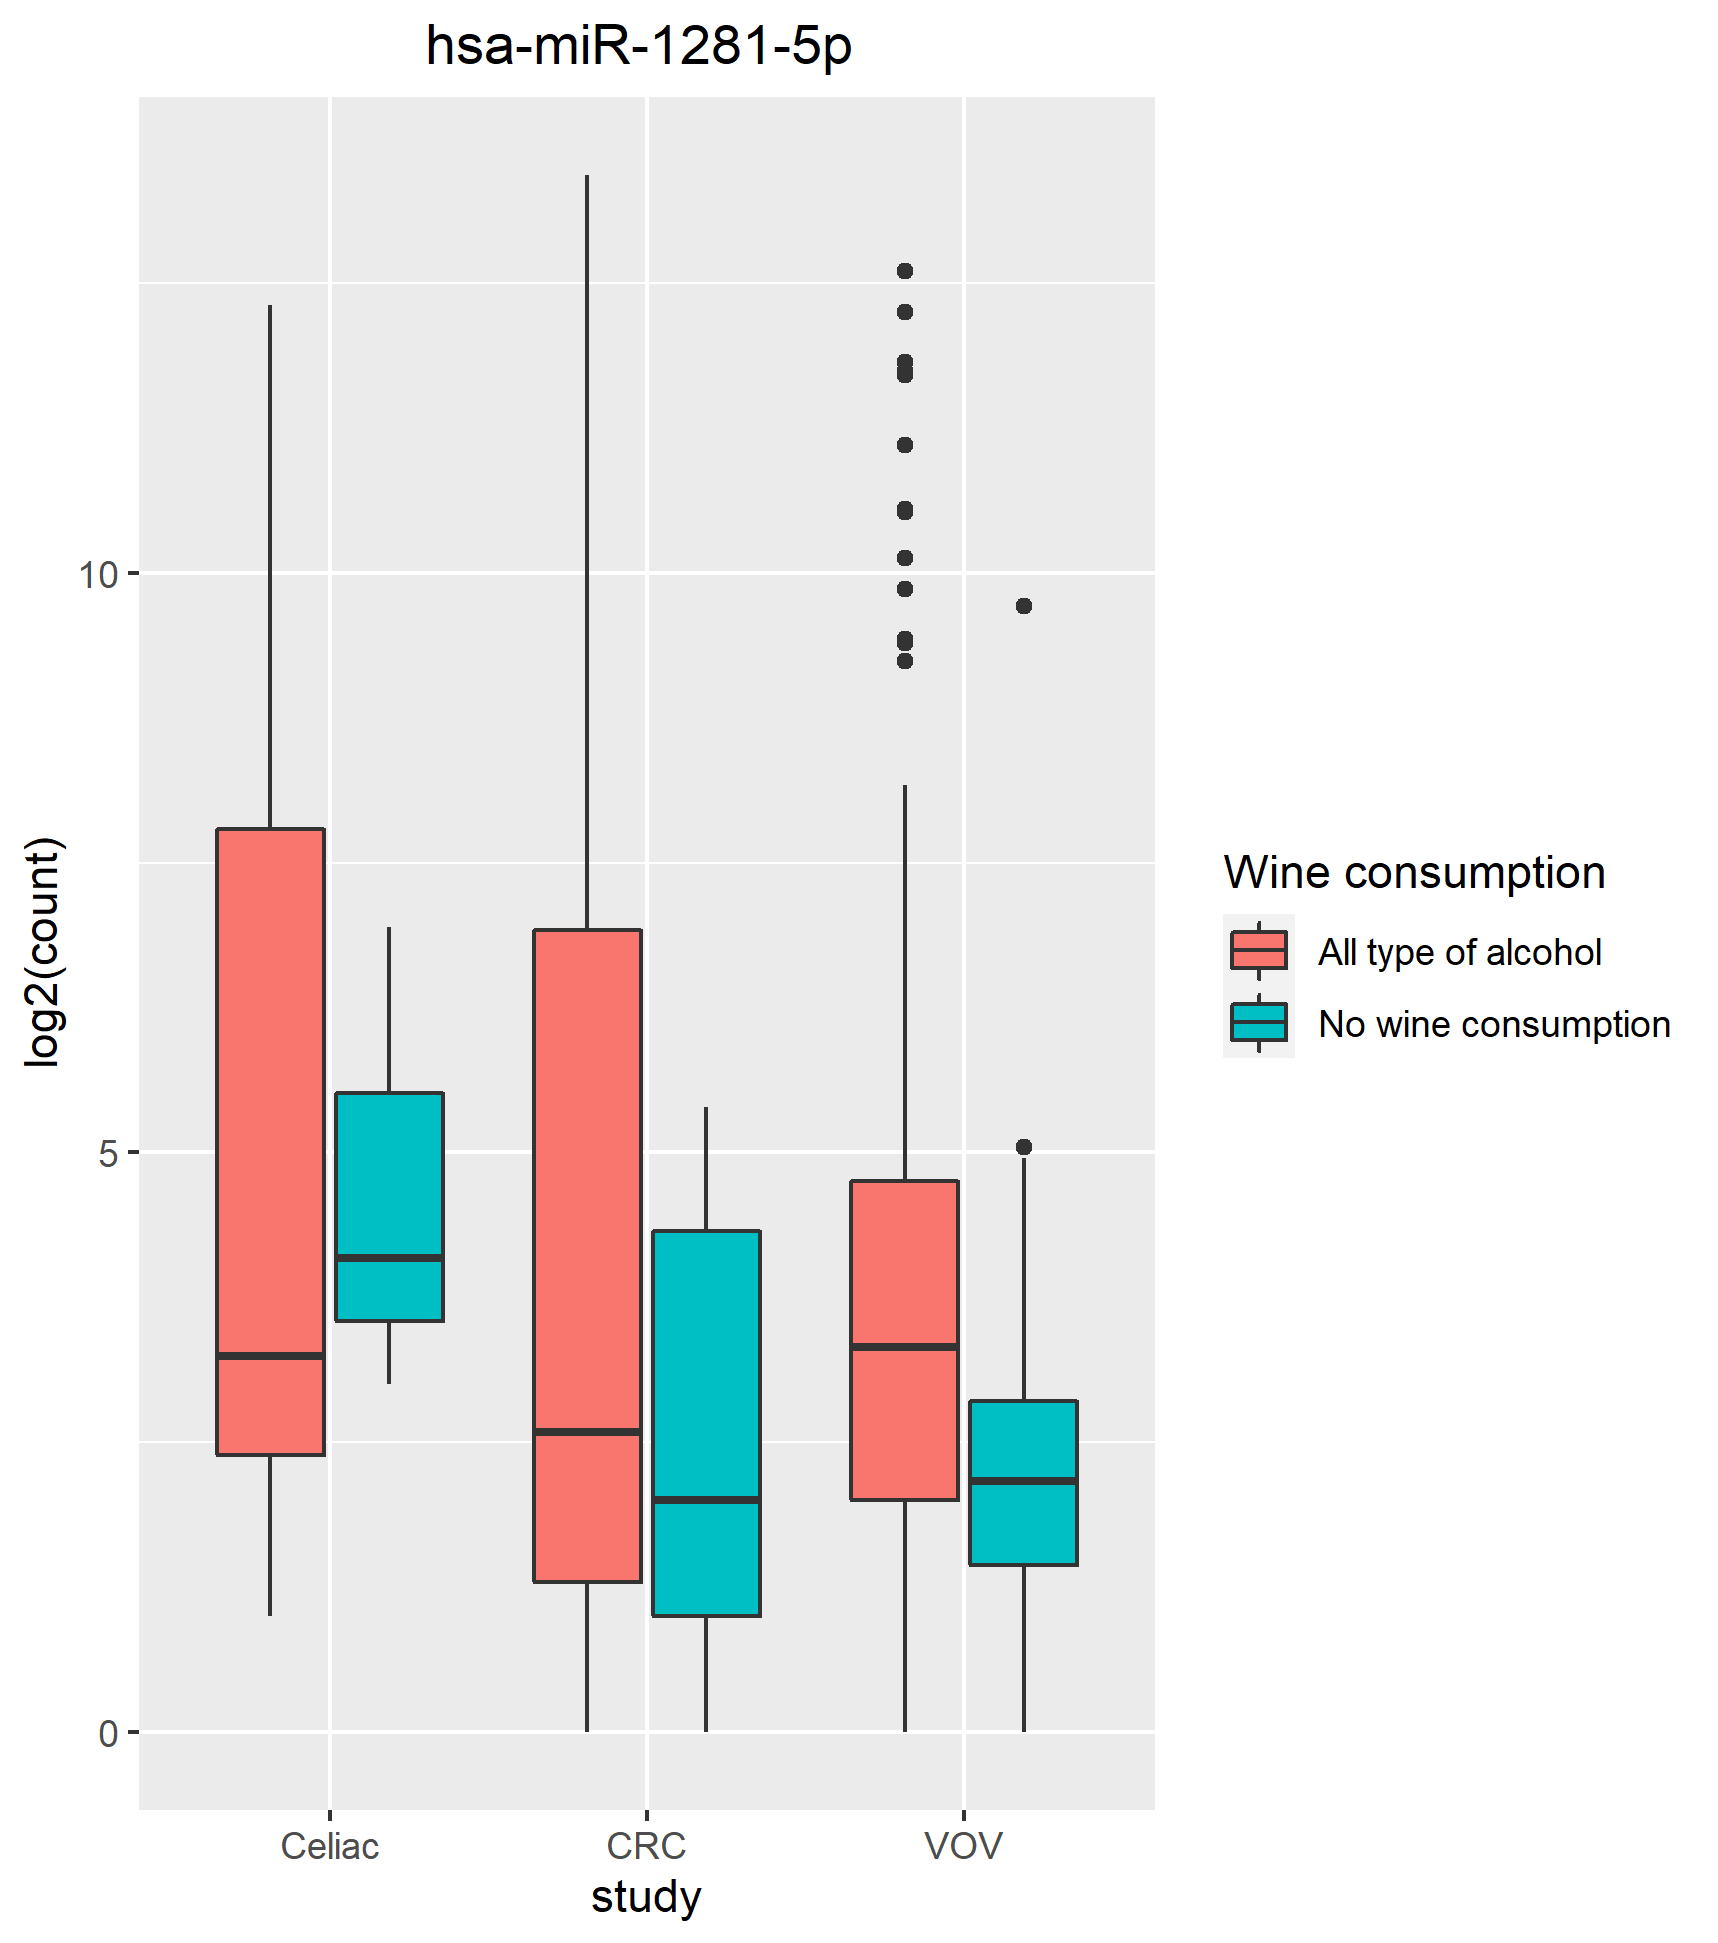 hsa-miR-1281-5p
log2(count)
10
5
0
Celiac CRC VOV
study
Wine consumption
All type of alcohol
No wine consumption